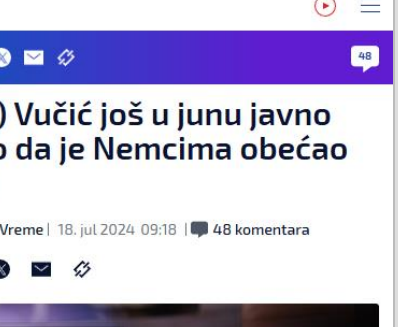 48
) Vučić još u junu javno
o da je Nemcima obećao
Vreme | 18. jul 2024 09:18 | 48 komentara